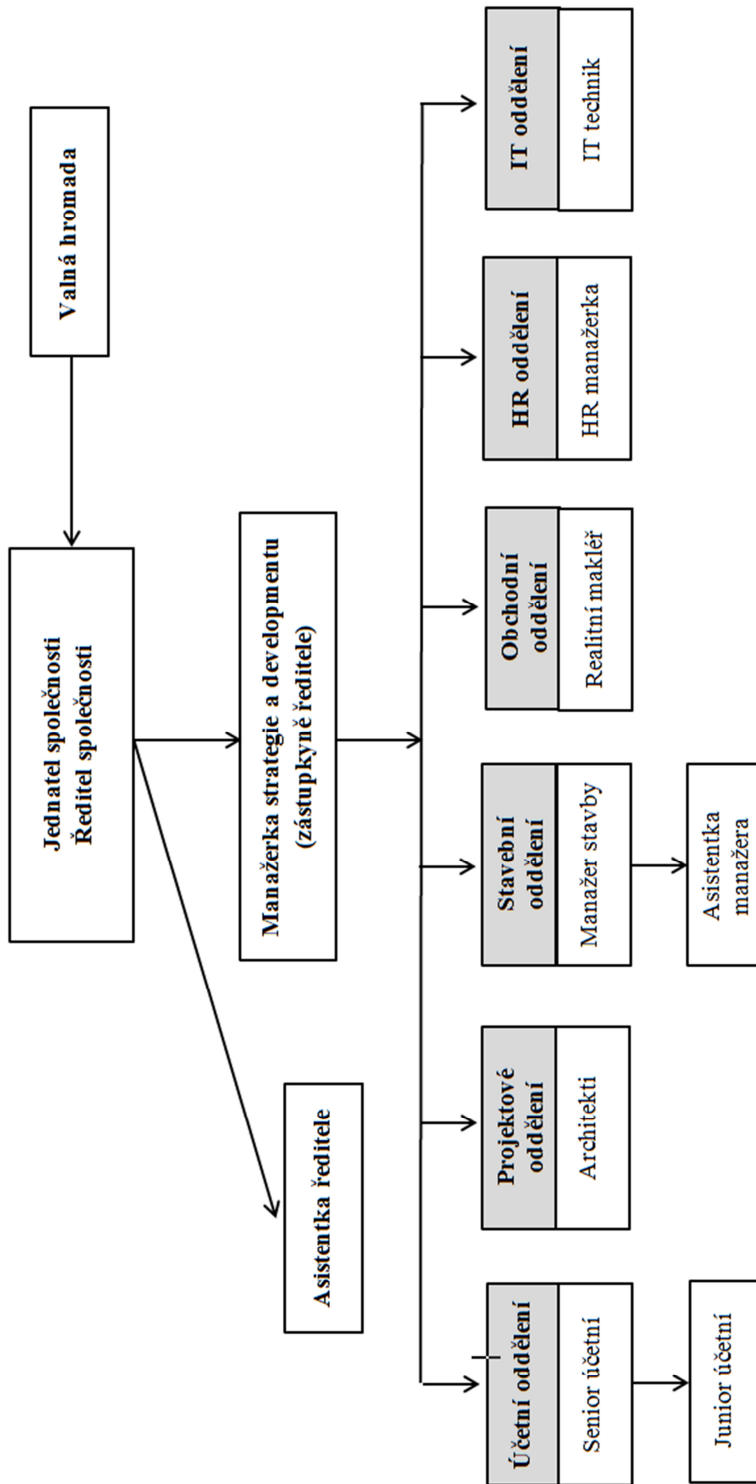 Valná hromada
Jednatel společnosti
Ředitel společnosti
Asistentka ředitele
Manažerka strategie a developmentu
(zástupkyně ředitele)
Účetní oddělení
Senior účetní
Junior účetní
Projektové
oddělení
Architekti
Stavební
oddělení
Manažer stavby
Asistentka
manažera
Obchodní
oddělení
Realitní makléř
HR oddělení
HR manažerka
IT oddělení
IT technik